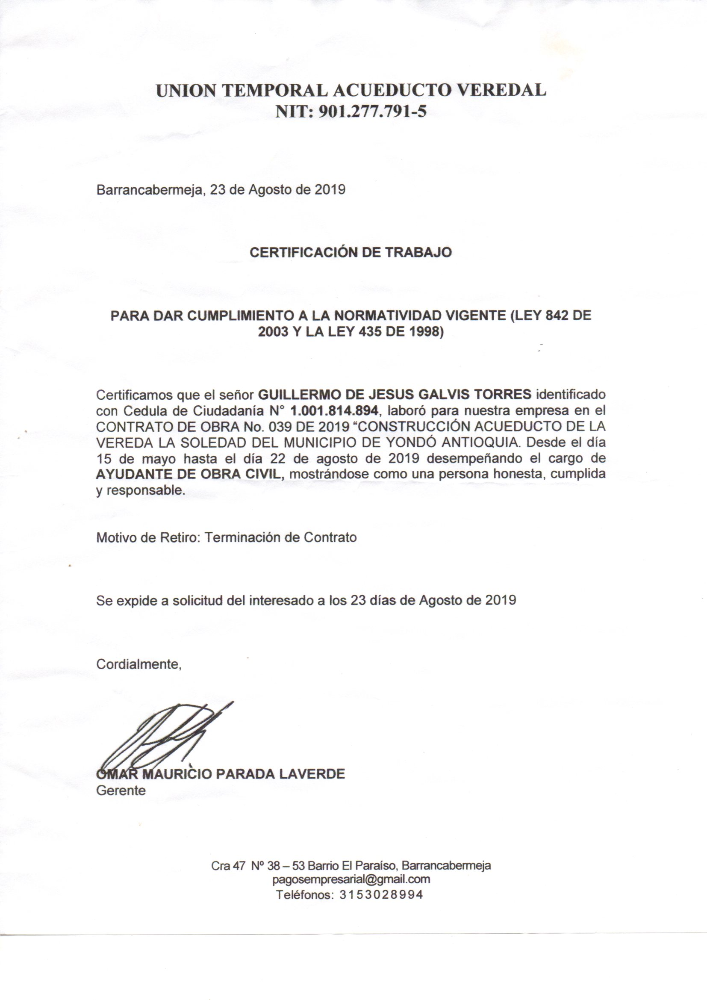 UNION TEMPORAL ACUEDUCTO VEREDAL
NIT: 901.277.791-5
Barrancabermeja, 23 de Agosto de 2019
CERTIFICACIÓN DE TRABAJO
PARA DAR CUMPLIMIENTO A LA NORMATIVIDAD VIGENTE (LEY 842 DE
2003 Y LA LEY 435 DE 1998)
Certificamos que el señor GUILLERMO DE JESUS GALVIS TORRES identificado
con Cedula de Ciudadanía N° 1.001.814.894, laboró para nuestra empresa en el
CONTRATO DE OBRA No. 039 DE 2019 “CONSTRUCCIÓN ACUEDUCTO DE LA
VEREDA LA SOLEDAD DEL MUNICIPIO DE YONDÓ ANTIOQUIA. Desde el día
15 de mayo hasta el día 22 de agosto de 2019 desempeñando el cargo de
AYUDANTE DE OBRA CIVIL, mostrándose como una persona honesta, cumplida
y responsable.
Motivo de Retiro: Terminación de Contrato
Se expide a solicitud del interesado a los 23 días de Agosto de 2019
Cordialmente,
OMAR MAURICIO PARADA LAVERDE
Gerente
Cra 47 Nº 38 – 53 Barrio El Paraíso, Barrancabermeja
pagosempresarial@gmail.com
Teléfonos: 3153028994